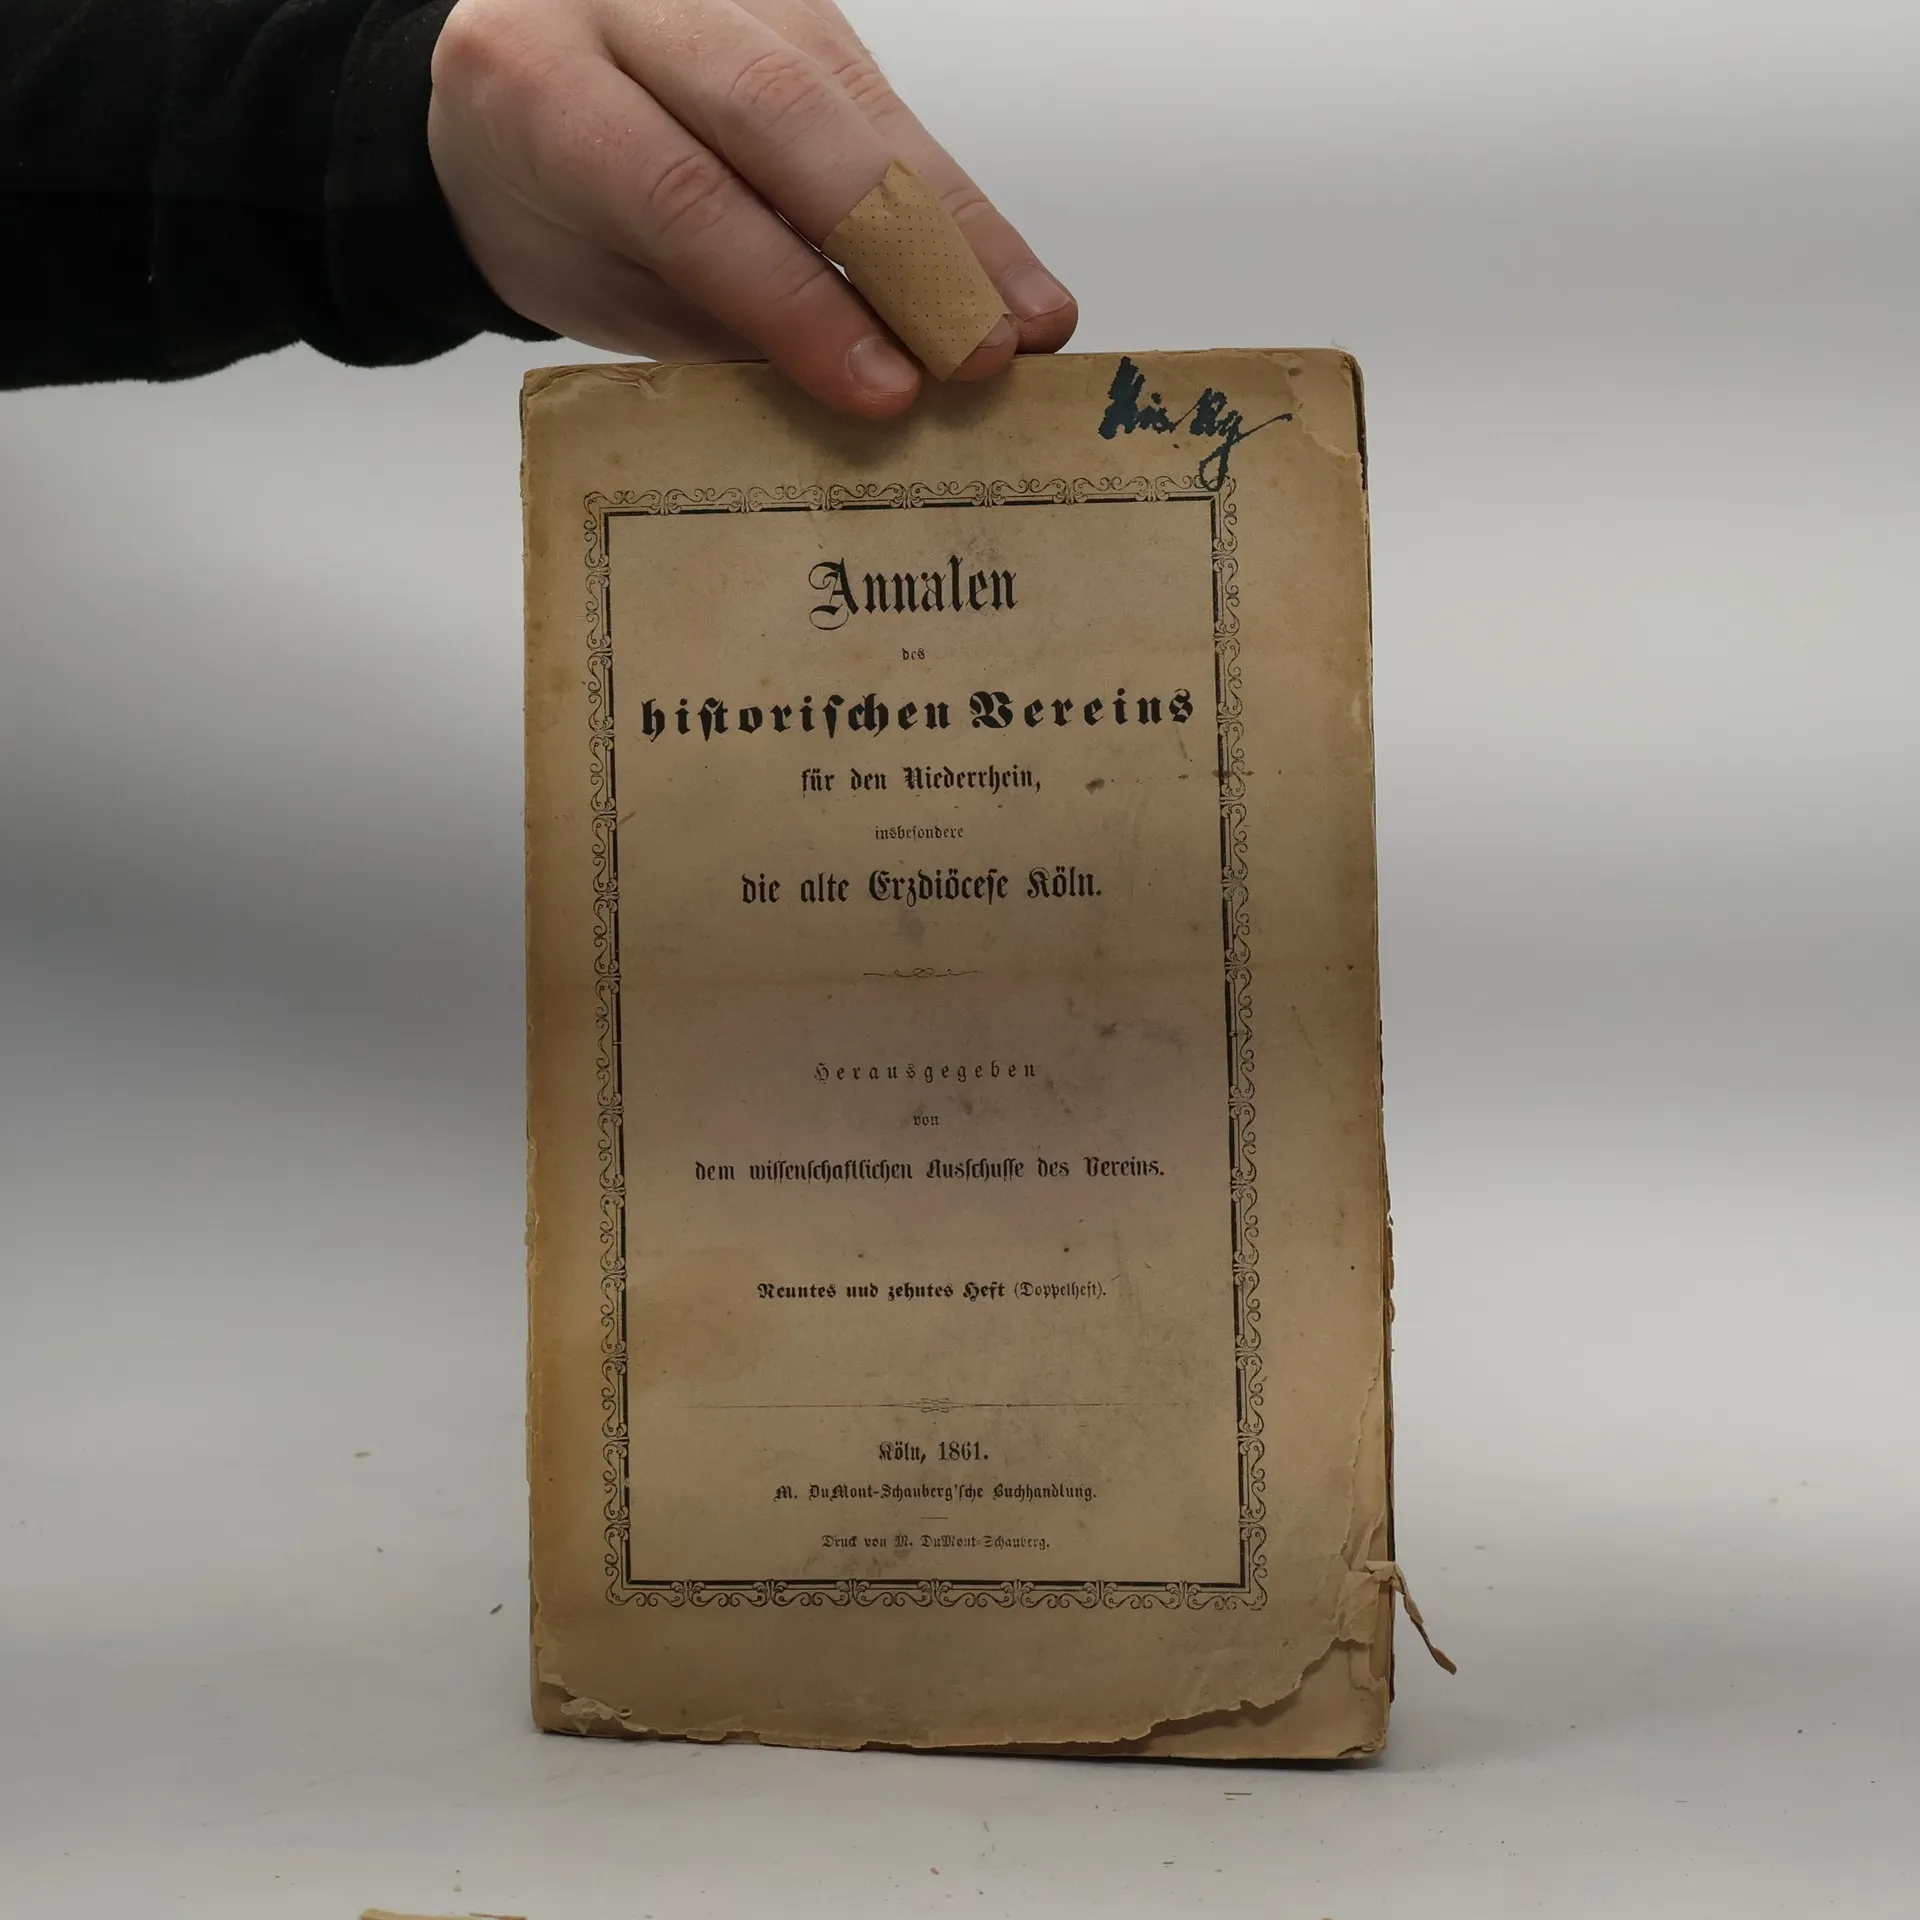 Annalen
des
historischen Vereins
für den Niederrhein,
insbesondere
die alte Erzdiöcese Köln.
Herausgegeben
von
dem wissenschaftlichen Ausschusse des Vereins.
Neuntes und zehntes Heft (Doppelheft).
Köln, 1861.
M. DuMont-Schauberg'sche Buchhandlung.
Druck von M. DuMont-Schauberg.